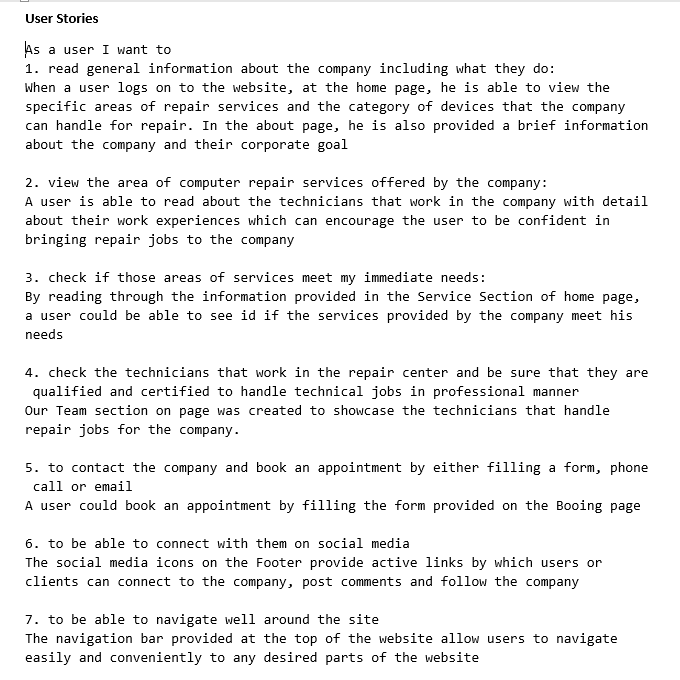 User Stories
As a user I want to
1. read general information about the company including what they do:
When a user logs on to the website, at the home page, he is able to view the
specific areas of repair services and the category of devices that the company
can handle for repair. In the about page, he is also provided a brief information
about the company and their corporate goal
2. view the area of computer repair services offered by the company:
A user is able to read about the technicians that work in the company with detail
about their work experiences which can encourage the user to be confident in
bringing repair jobs to the company
3. check if those areas of services meet my immediate needs:
By reading through the information provided in the Service Section of home page,
a user could be able to see id if the services provided by the company meet his
needs
4. check the technicians that work in the repair center and be sure that they are
qualified and certified to handle technical jobs in professional manner
Our Team section on page was created to showcase the technicians that handle
repair jobs for the company.
5. to contact the company and book an appointment by either filling a form, phone
call or email
A user could book an appointment by filling the form provided on the Booing page
6. to be able to connect with them on social media
The social media icons on the Footer provide active links by which users or
clients can connect to the company, post comments and follow the company
7. to be able to navigate well around the site
The navigation bar provided at the top of the website allow users to navigate
easily and conveniently to any desired parts of the website